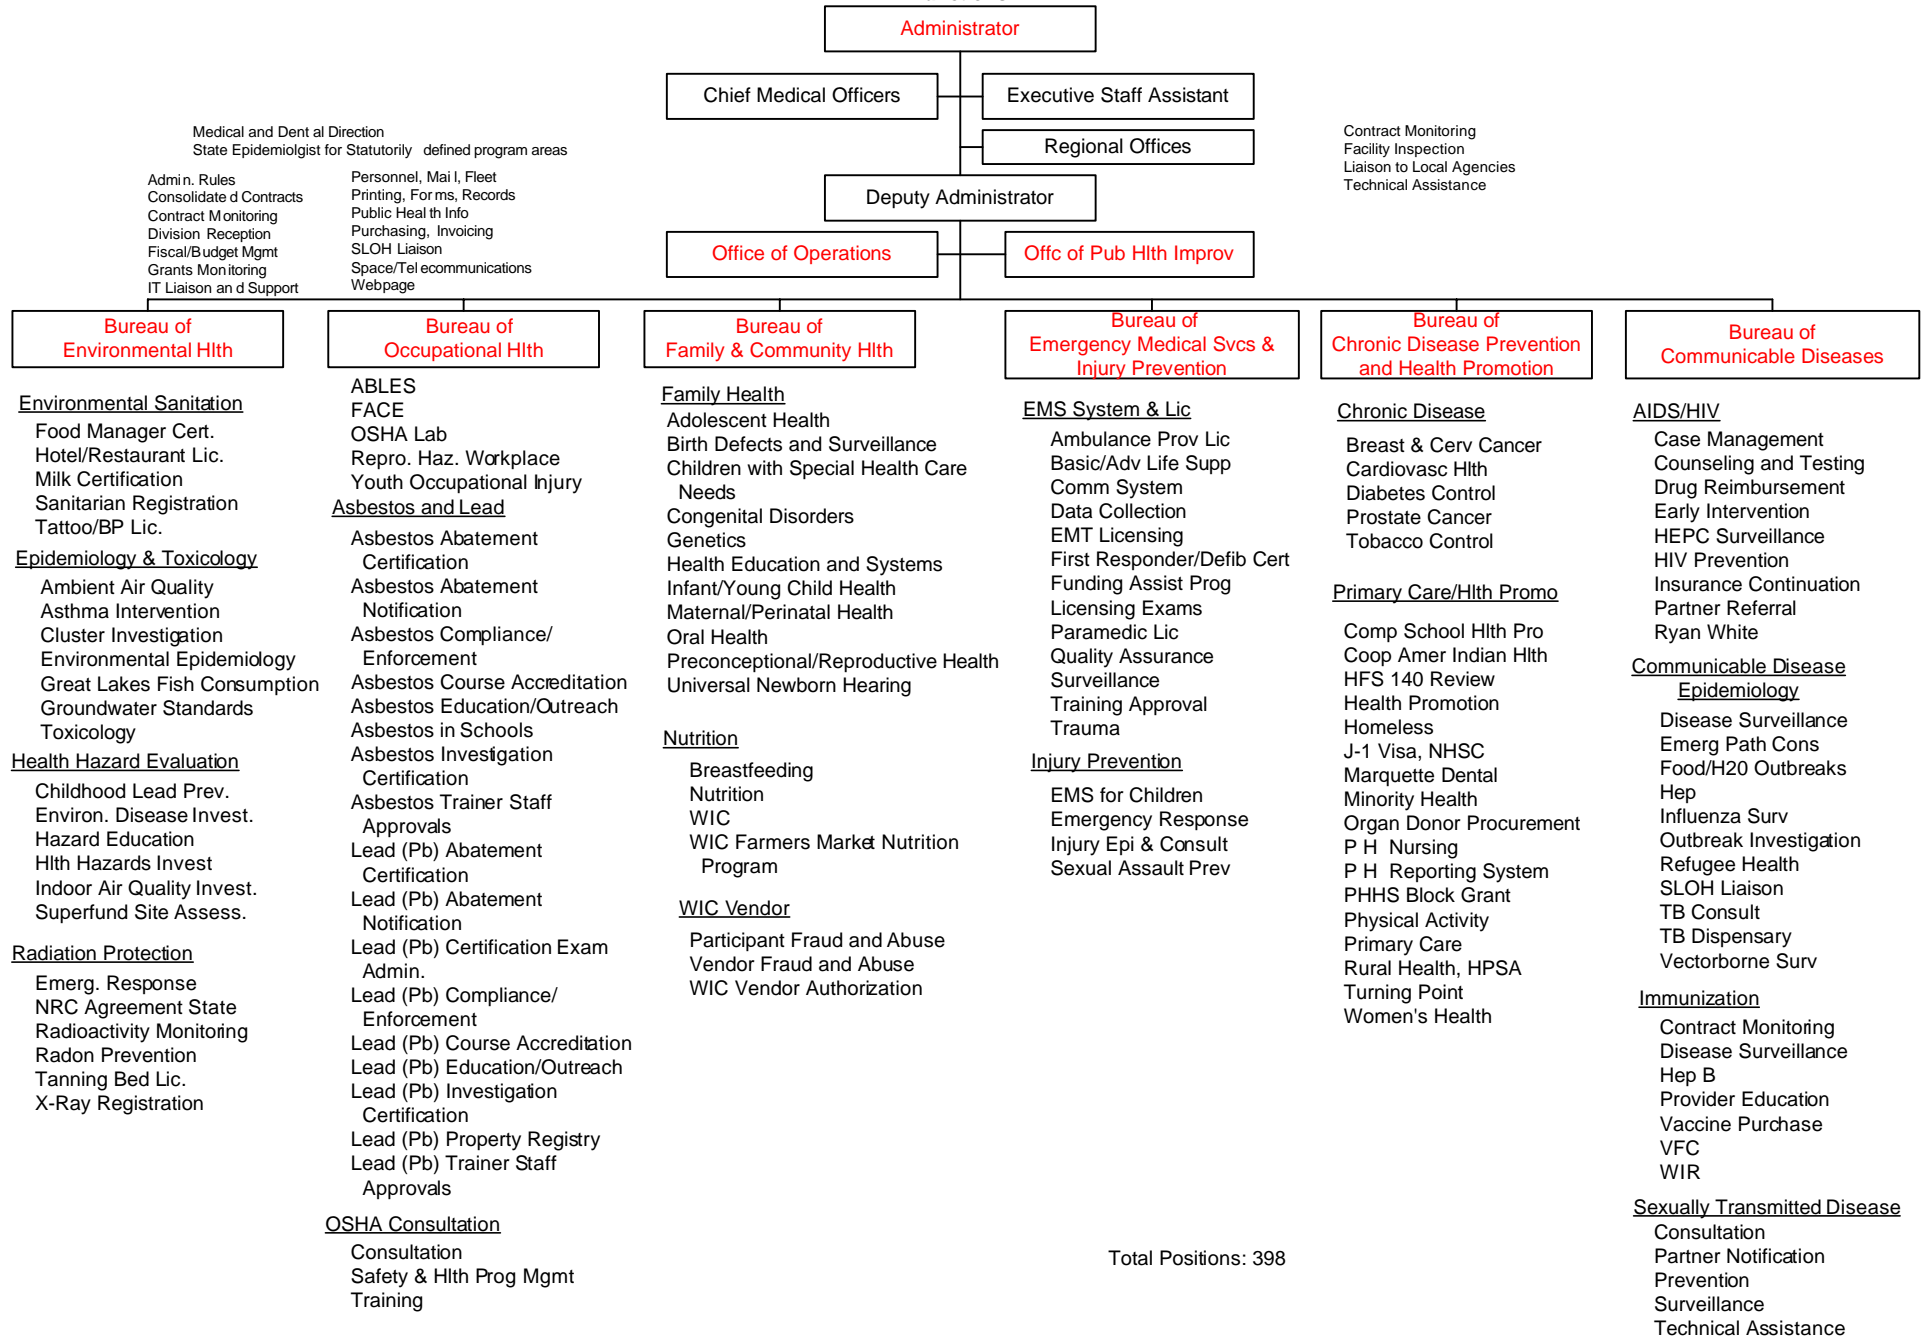 Administrator
Chief Medical Officers
Executive Staff Assistant
Regional Offices
Medical and Dent al Direction
State Epidemiolgist for Statutorily defined program areas
Contract Monitoring
Facility Inspection
Liaison to Local Agencies
Technical Assistance
Deputy Administrator
Admin. Rules
Consolidate d Contracts
Contract Monitoring
Division Reception
Fiscal/Budget Mgmt
Grants Monitoring
IT Liaison an d Support
Personnel, Mai l, Fleet
Printing, For ms, Records
Public Heal th Info
Purchasing, Invoicing
SLOH Liaison
Space/Tel ecommunications
Webpage
Office of Operations
Offc of Pub Hlth Improv
Bureau of
Environmental Hlth
Environmental Sanitation
Food Manager Cert.
Hotel/Restaurant Lic.
Milk Certification
Sanitarian Registration
Tattoo/BP Lic.
Epidemiology & Toxicology
Ambient Air Quality
Asthma Intervention
Cluster Investigation
Environmental Epidemiology
Great Lakes Fish Consumption
Groundwater Standards
Toxicology
Health Hazard Evaluation
Childhood Lead Prev.
Environ. Disease Invest.
Hazard Education
Hlth Hazards Invest
Indoor Air Quality Invest.
Superfund Site Assess.
Radiation Protection
Emerg. Response
NRC Agreement State
Radioactivity Monitoring
Radon Prevention
Tanning Bed Lic.
X-Ray Registration
Bureau of
Occupational Hlth
ABLES
FACE
OSHA Lab
Repro. Haz. Workplace
Youth Occupational Injury
Asbestos and Lead
Asbestos Abatement
Certification
Asbestos Abatement
Notification
Asbestos Compliance/
Enforcement
Asbestos Course Accreditation
Asbestos Education/Outreach
Asbestos in Schools
Asbestos Investigation
Certification
Asbestos Trainer Staff
Approvals
Lead (Pb) Abatement
Certification
Lead (Pb) Abatement
Notification
Lead (Pb) Certification Exam
Admin.
Lead (Pb) Compliance/
Enforcement
Lead (Pb) Course Accreditation
Lead (Pb) Education/Outreach
Lead (Pb) Investigation
Certification
Lead (Pb) Property Registry
Lead (Pb) Trainer Staff
Approvals
OSHA Consultation
Consultation
Safety & Hlth Prog Mgmt
Training
Bureau of
Family & Community Hlth
Family Health
Adolescent Health
Birth Defects and Surveillance
Children with Special Health Care
Needs
Congenital Disorders
Genetics
Health Education and Systems
Infant/Young Child Health
Maternal/Perinatal Health
Oral Health
Preconceptional/Reproductive Health
Universal Newborn Hearing
Nutrition
Breastfeeding
Nutrition
WIC
WIC Farmers Market Nutrition
Program
WIC Vendor
Participant Fraud and Abuse
Vendor Fraud and Abuse
WIC Vendor Authorization
Bureau of
Emergency Medical Svcs &
Injury Prevention
EMS System & Lic
Ambulance Prov Lic
Basic/Adv Life Supp
Comm System
Data Collection
EMT Licensing
First Responder/Defib Cert
Funding Assist Prog
Licensing Exams
Paramedic Lic
Quality Assurance
Surveillance
Training Approval
Trauma
Injury Prevention
EMS for Children
Emergency Response
Injury Epi & Consult
Sexual Assault Prev
Total Positions: 398
Bureau of
Chronic Disease Prevention
and Health Promotion
Chronic Disease
Breast & Cerv Cancer
Cardiovasc Hlth
Diabetes Control
Prostate Cancer
Tobacco Control
Primary Care/Hlth Promo
Comp School Hlth Pro
Coop Amer Indian Hlth
HFS 140 Review
Health Promotion
Homeless
J-1 Visa, NHSC
Marquette Dental
Minority Health
Organ Donor Procurement
P H Nursing
P H Reporting System
PHHS Block Grant
Physical Activity
Primary Care
Rural Health, HPSA
Turning Point
Women's Health
Bureau of
Communicable Diseases
AIDS/HIV
Case Management
Counseling and Testing
Drug Reimbursement
Early Intervention
HEPC Surveillance
HIV Prevention
Insurance Continuation
Partner Referral
Ryan White
Communicable Disease
Epidemiology
Disease Surveillance
Emerg Path Cons
Food/H20 Outbreaks
Hep
Influenza Surv
Outbreak Investigation
Refugee Health
SLOH Liaison
TB Consult
TB Dispensary
Vectorborne Surv
Immunization
Contract Monitoring
Disease Surveillance
Hep B
Provider Education
Vaccine Purchase
VFC
WIR
Sexually Transmitted Disease
Consultation
Partner Notification
Prevention
Surveillance
Technical Assistance